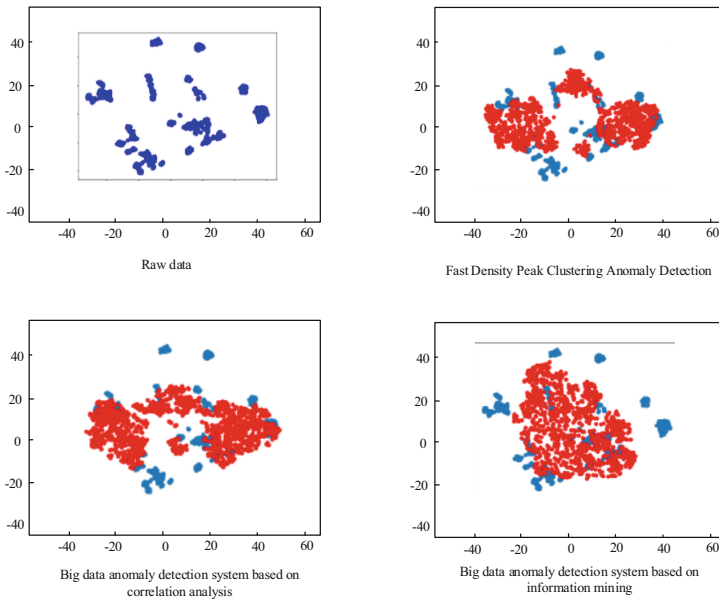 40
20
0
-20
-40
-40 -20 0 20 40 60
Raw data
40
20
0
-20
-40
-40 -20 0 20 40 60
Fast Density Peak Clustering Anomaly Detection
40
20
0
-20
40
-40 -20 0 20 40 60
Big data anomaly detection system based on
correlation analysis
40
20
0
-20
-40
-40 -20 0 20 40 60
Big data anomaly detection system based on
information mining